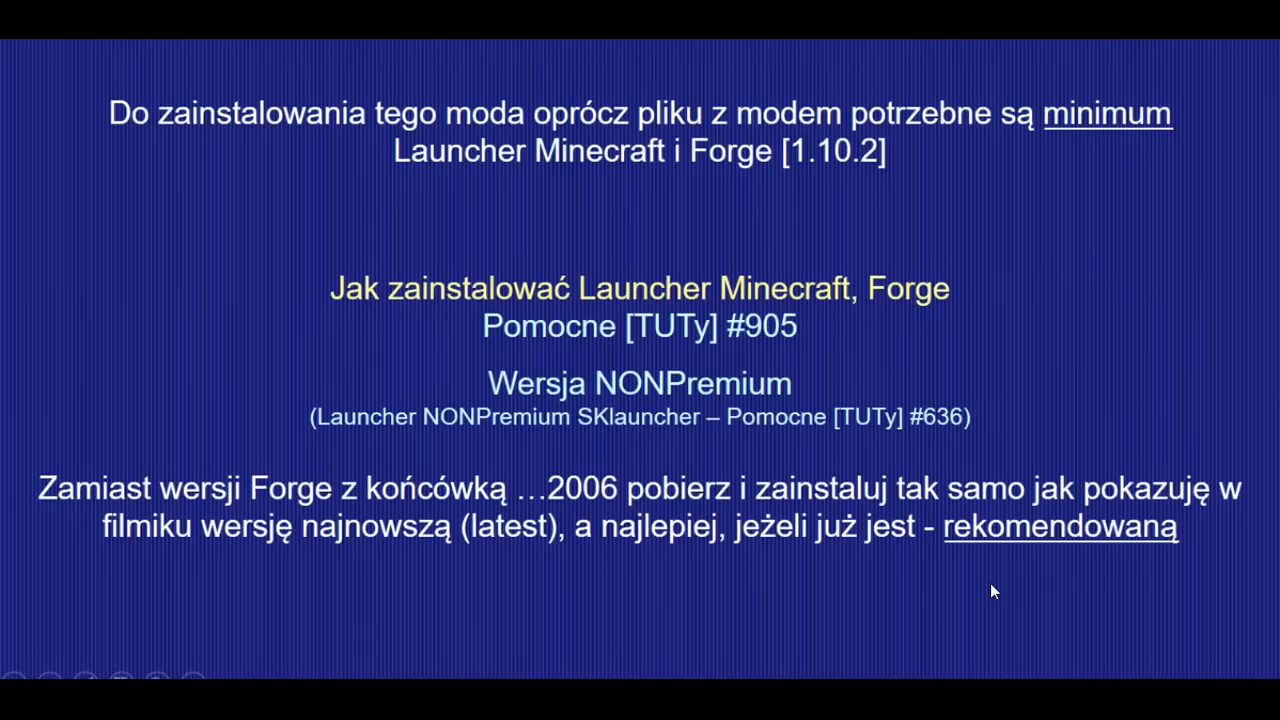 Do zainstalowania tego moda oprócz pliku z modem potrzebne są minimum
Launcher Minecraft i Forge [1.10.2]
Jak zainstalować Launcher Minecraft, Forge
Pomocne [TUTy] #905
Wersja NONPremium
(Launcher NONPremium SKlauncher – Pomocne [TUTy] #636)
Zamiast wersji Forge z końcówką …2006 pobierz i zainstaluj tak samo jak pokazuję w
filmiku wersję najnowszą (latest), a najlepiej, jeżeli już jest - rekomendowaną